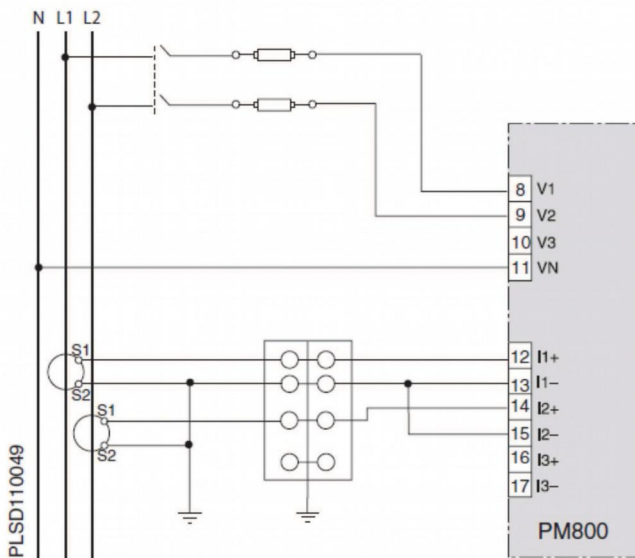 N L1 L2
8 V1
9 V2
10 V3
11 VN
S1
S2
S1
S2
12 I1+
13 I1–
14 I2+
15 I2–
16 I3+
17 I3–
PM800
PLSD110049